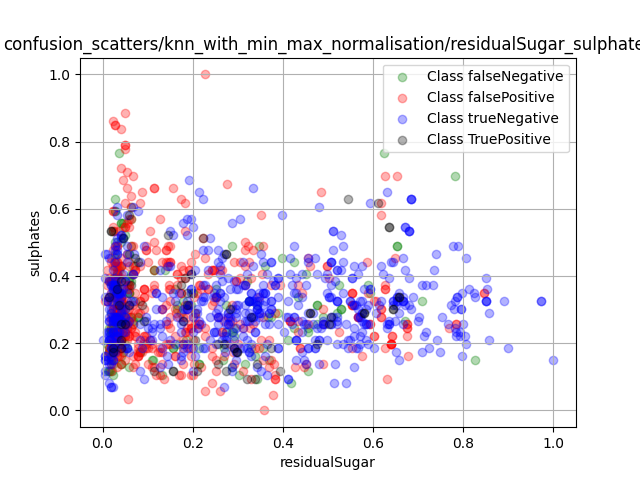 confusion_scatters/knn_with_min_max_normalisation/residualSugar_sulphate
Class falseNegative
Class falsePositive
Class trueNegative
Class TruePositive
1.0
0.8
0.6
0.4
0.2
0.0
sulphates
0.0 0.2 0.4 0.6 0.8 1.0
residualSugar